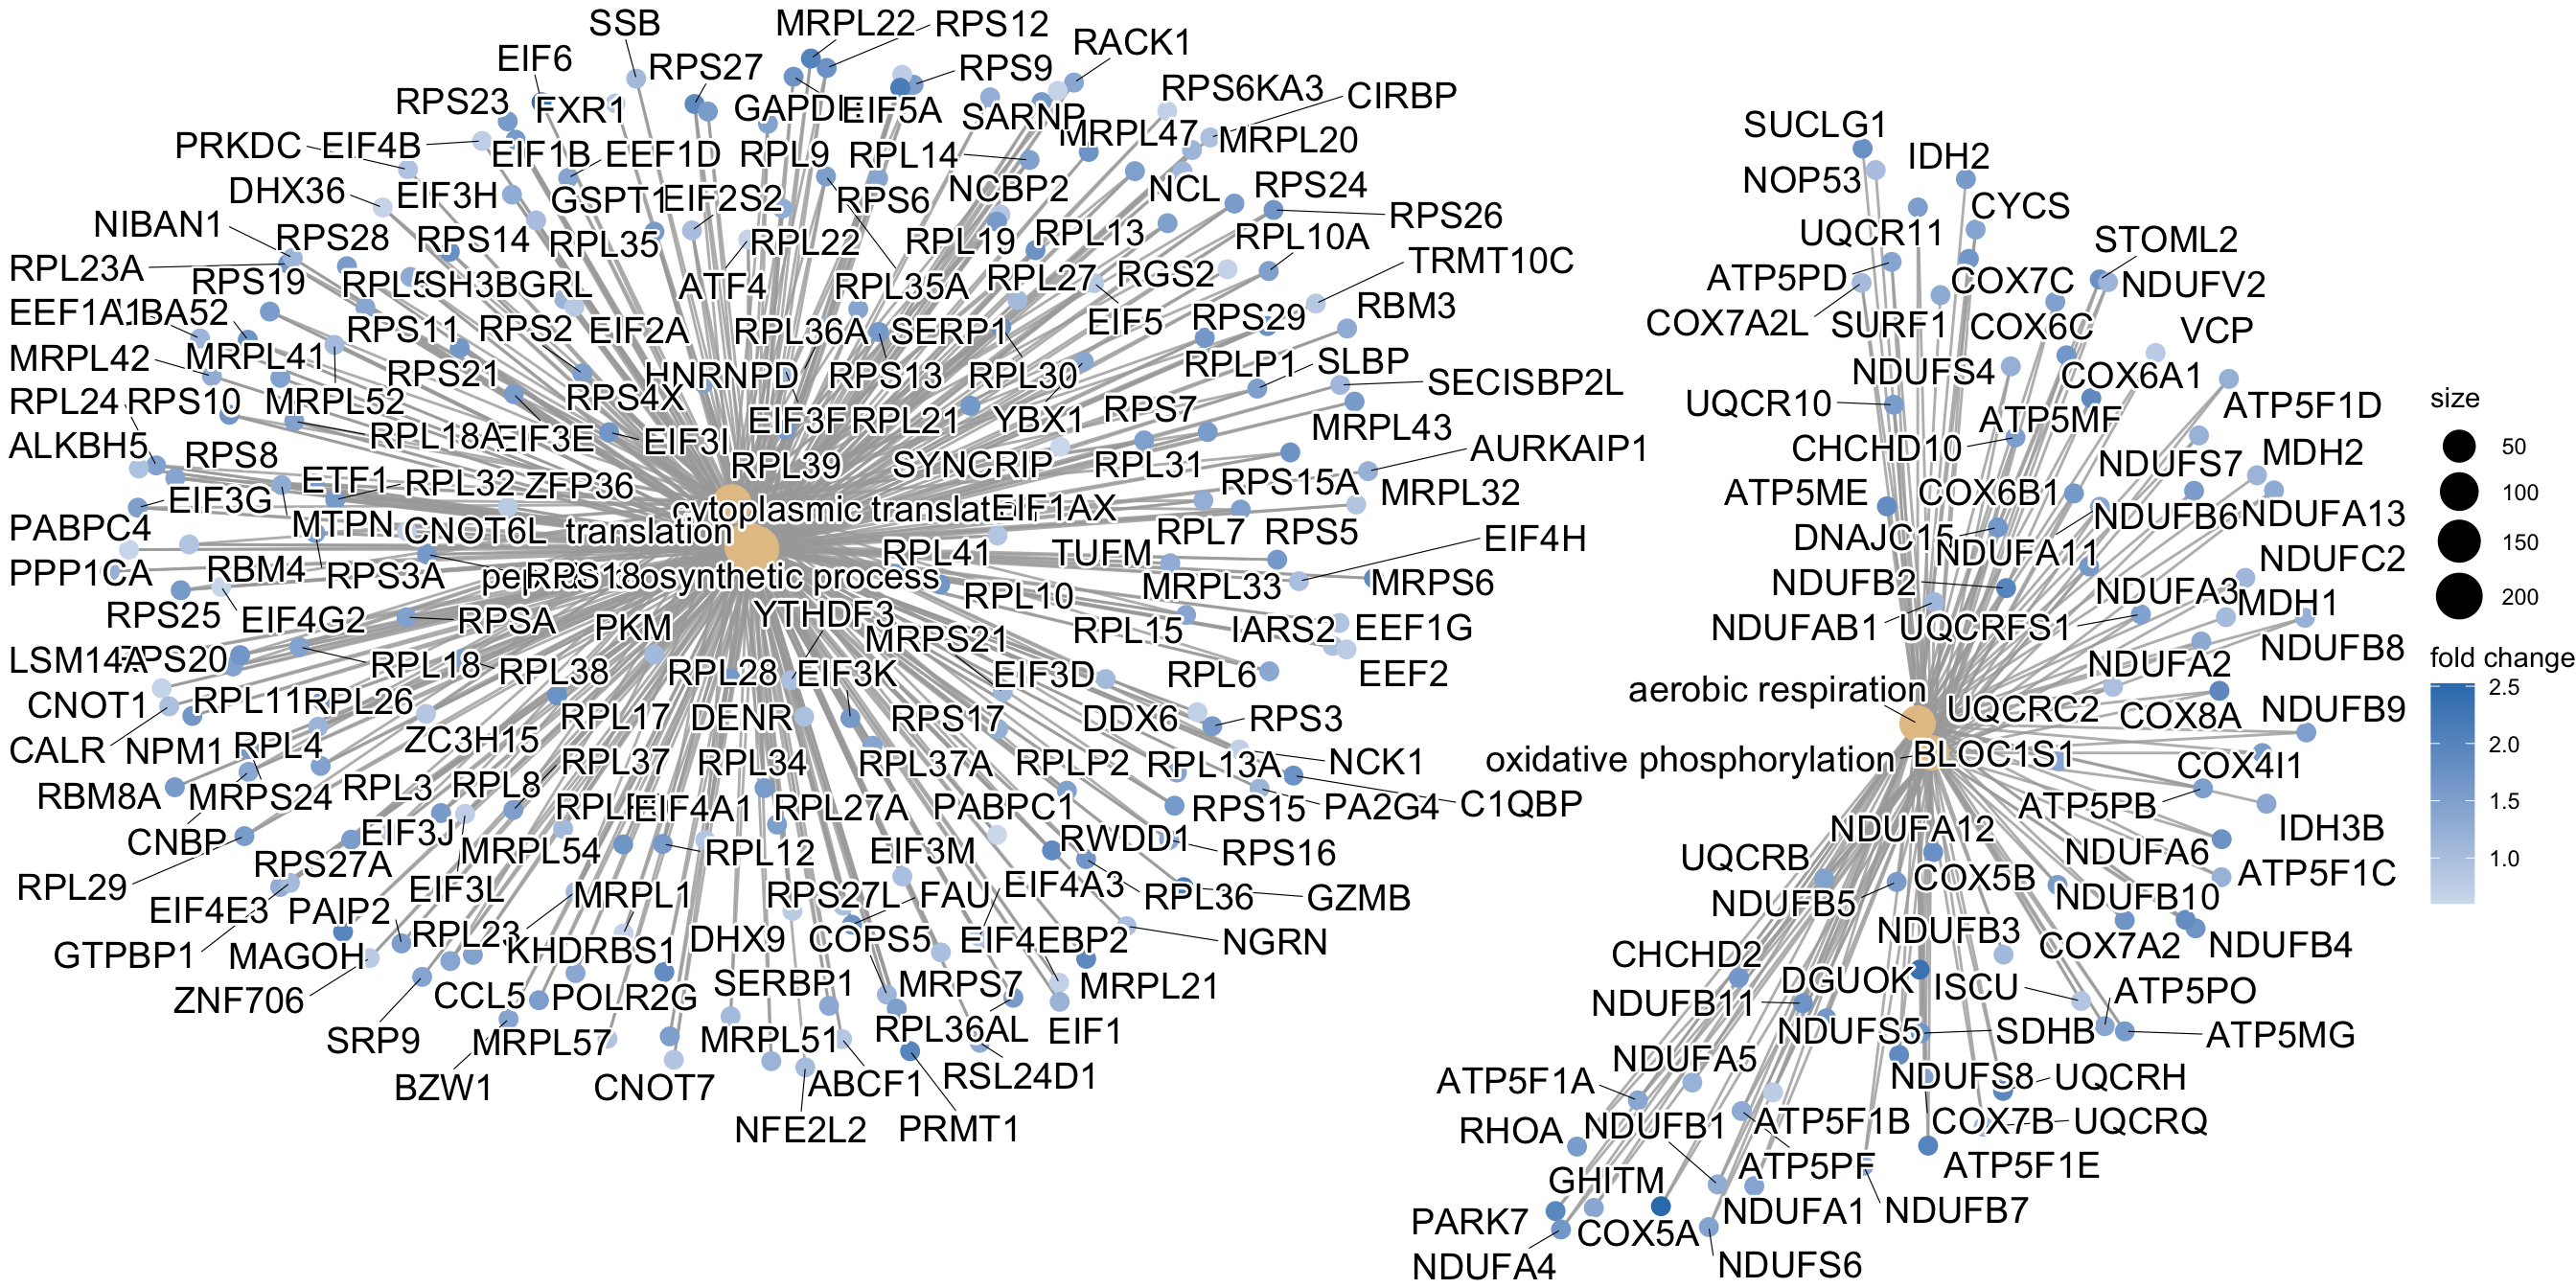 SSB
MRPL22
RPS12
EIF6
RPS27
RPS9
RACK1
RPS23
FXR1
EIF5A
SARNP
RPS6KA3
CIRBP
PRKDC
EIF4B
EIF1B
EEF1D
RPL9
RPL14
MRPL47
MRPL20
DHX36
EIF3H
GSPT1
EIF2S2
RPS6
NCBP2
NCL
RPS24
NIBAN1
RPS28
RPS14
RPL35
RPL22
RPL19
RPL13
RPS26
RPL10A
RPL23A
RPS19
SH3BGRL
ATF4
RPL35A
RPL27
RGS2
TRMT10C
RPS11
RPS2
EIF2A
RPL36A
SERP1
EIF5
RPS29
RBM3
MRPL42
MRPL41
RPS21
HNRNPD
RPS13
RPL30
RPLP1
SLBP
RPL24
RPS10
MRPL52
RPS4X
EIF3F
RPL21
YBX1
RPS7
SECISBP2L
ALKBH5
RPS8
RPL18A
EIF3E
EIF3I
RPL39
SYNCRIP
RPL31
MRPL43
AURKAIP1
EIF3G
ETF1
RPL32
ZFP36
RPS15A
MRPL32
PABPC4
MTPN
CNOT6L
translation
cytoplasmic translat
EIF1AX
RPL7
RPS5
EIF4H
PPP1CA
RBM4
RPS3A
RPS18
osynthetic process
RPL41
TUFM
MRPL33
MRPS6
RPS25
EIF4G2
RPSA
PKM
YTHDF3
MRPS21
RPL10
RPL15
IARS2
EEF1G
LSM14A
RPS20
RPL18
RPL38
RPL28
EIF3K
EIF3D
RPL6
EEF2
CNOT1
RPL11
RPL26
RPL17
DENR
RPS17
DDX6
RPS3
CALR
NPM1
RPL4
ZC3H15
RPL37
RPL34
RPL37A
RPLP2
RPL13A
NCK1
RBM8A
MRPS24
RPL3
RPL8
EIF4A1
RPL27A
PABPC1
RPS15
PA2G4
C1QBP
CNBP
EIF3J
MRPL54
RPL12
EIF3M
RWDD1
RPS16
RPL29
RPS27A
EIF3L
MRPL1
RPS27L
FAU
EIF4A3
RPL36
GZMB
EIF4E3
PAIP2
RPL23
KHDRBS1
DHX9
COPS5
EIF4EBP2
NGRN
GTPBP1
MAGOH
ZNF706
CCL5
POLR2G
SERBP1
MRPS7
MRPL21
SRP9
MRPL57
MRPL51
RPL36AL
EIF1
BZW1
CNOT7
ABCF1
RSL24D1
NFE2L2
PRMT1
SUCLG1
NOP53
IDH2
CYCS
UQCR11
STOML2
ATP5PD
COX7C
NDUFV2
COX7A2L
SURF1
COX6C
VCP
NDUFS4
COX6A1
UQCR10
ATP5MF
ATP5F1D
CHCHD10
NDUFS7
MDH2
ATP5ME
COX6B1
NDUFB6
NDUFA13
DNAJC15
NDUFA11
NDUFC2
NDUFB2
NDUFA3
MDH1
NDUFAB1
UQCRFS1
NDUFB8
NDUFA2
aerobic respiration
UQCRC2
COX8A
NDUFB9
oxidative phosphorylation
BLOC1S1
COX4I1
ATP5PB
IDH3B
NDUFA12
UQCRB
NDUFA6
ATP5F1C
NDUFB5
COX5B
NDUFB10
NDUFB3
COX7A2
NDUFB4
CHCHD2
DGUOK
ISCU
ATP5PO
NDUFB11
NDUFS5
SDHB
ATP5MG
NDUFA5
ATP5F1A
NDUFS8
UQCRH
RHOA
NDUFB1
ATP5F1B
COX7B
UQCRQ
GHITM
ATP5PF
ATP5F1E
PARK7
COX5A
NDUFA1
NDUFB7
NDUFA4
NDUFS6
size
50
100
150
200
fold change
2.5
2.0
1.5
1.0